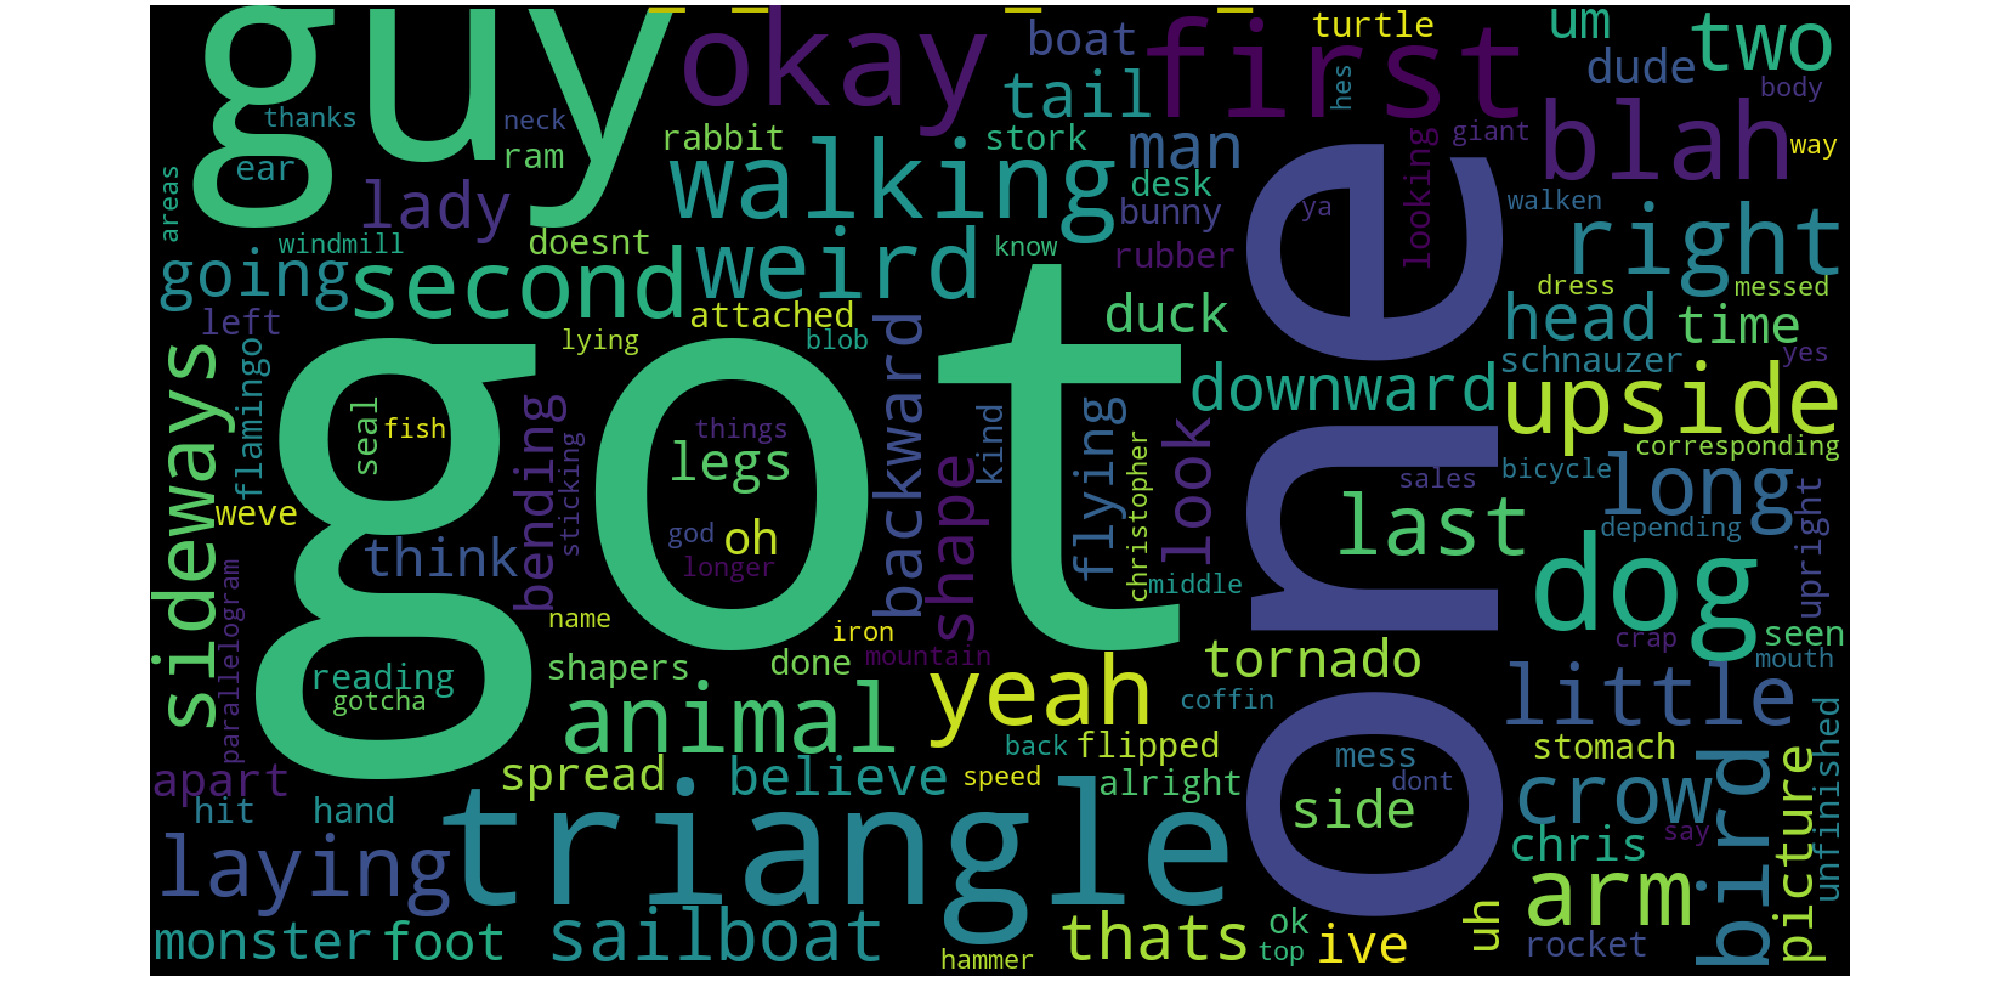 guy
okay
first
boat
turtle
um
two
dude
body
tail
hes
thanks
neck
rabbit
stork
man
looking
giant
blah
way
ear
ram
walking
desk
areas
lady
bunny
ya
walken
right
windmill
doesnt
weird
know
rubber
going
second
dress
messed
left
attached
duck
head
time
lying
blob
backward
schnauzer
yes
sideways
flamingo
got
one
downward
upside
seal
fish
bending
things
kind
flying
look
corresponding
sticking
legs
christopher
sales
bicycle
long
weve
god
oh
shape
last
depending
upright
think
longer
middle
dog
parallelogram
name
iron
crap
seen
reading
shapers
done
mountain
tornado
mouth
gotcha
animal
yeah
coffin
little
unfinished
apart
spread
believe
back
flipped
mess
stomach
bird
picture
speed
alright
dont
crow
hit
hand
triangle
side
say
chris
laying
arm
monster
foot
sailboat
thats
ok
ive
uh
rocket
hammer
top